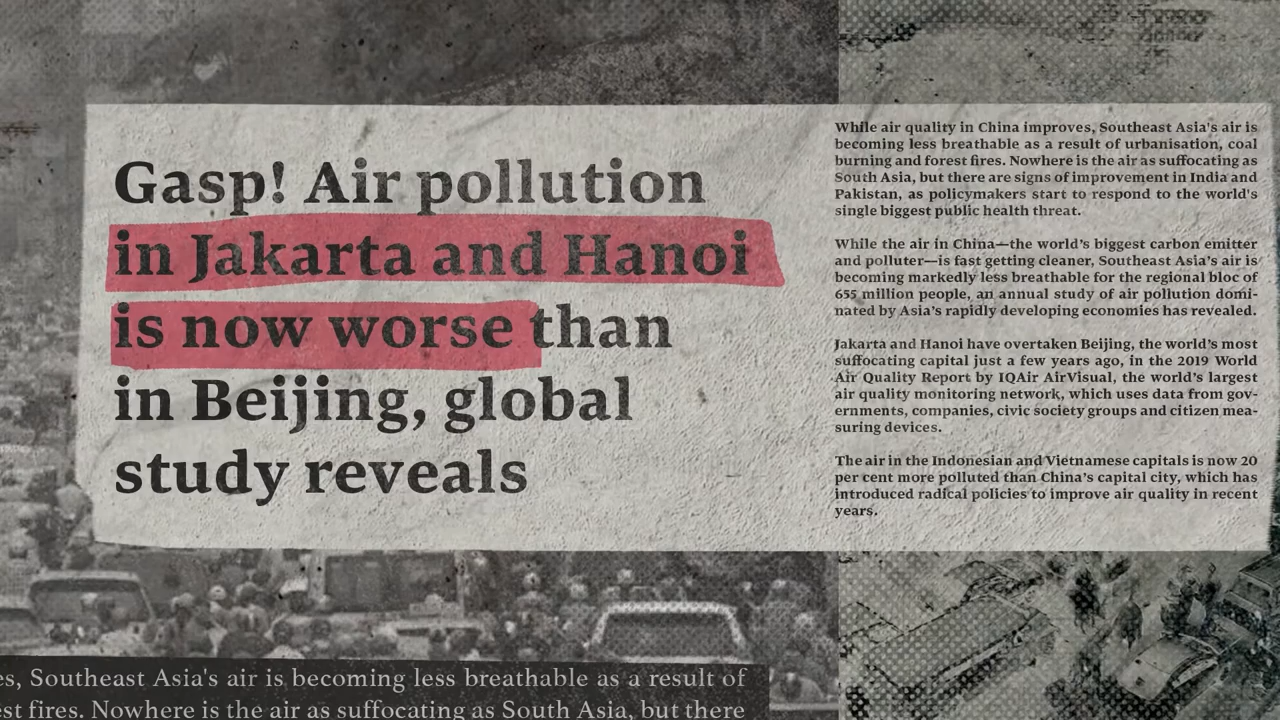 Gasp! Air pollution
in Jakarta and Hanoi
is now worse than
in Beijing, global
study reveals
While air quality in China improves, Southeast Asia's air is
becoming less breathable as a result of urbanisation, coal
burning and forest fires. Nowhere is the air as suffocating as
South Asia, but there are signs of improvement in India and
Pakistan, as policymakers start to respond to the world's
single biggest public health threat.
While the air in China—the world's biggest carbon emitter
and polluter—is fast getting cleaner, Southeast Asia's air is
becoming markedly less breathable for the regional bloc of
655 million people, an annual study of air pollution domi-
nated by Asia's rapidly developing economies has revealed.
Jakarta and Hanoi have overtaken Beijing, the world's most
suffocating capital just a few years ago, in the 2019 World
Air Quality Report by IQAir AirVisual, the world's largest
air quality monitoring network, which uses data from gov-
ernments, companies, civic society groups and citizen mea-
suring devices.
The air in the Indonesian and Vietnamese capitals is now 20
per cent more polluted than China's capital city, which has
introduced radical policies to improve air quality in recent
years.
es, Southeast Asia's air is becoming less breathable as a result of
est fires. Nowhere is the air as suffocating as South Asia, but there